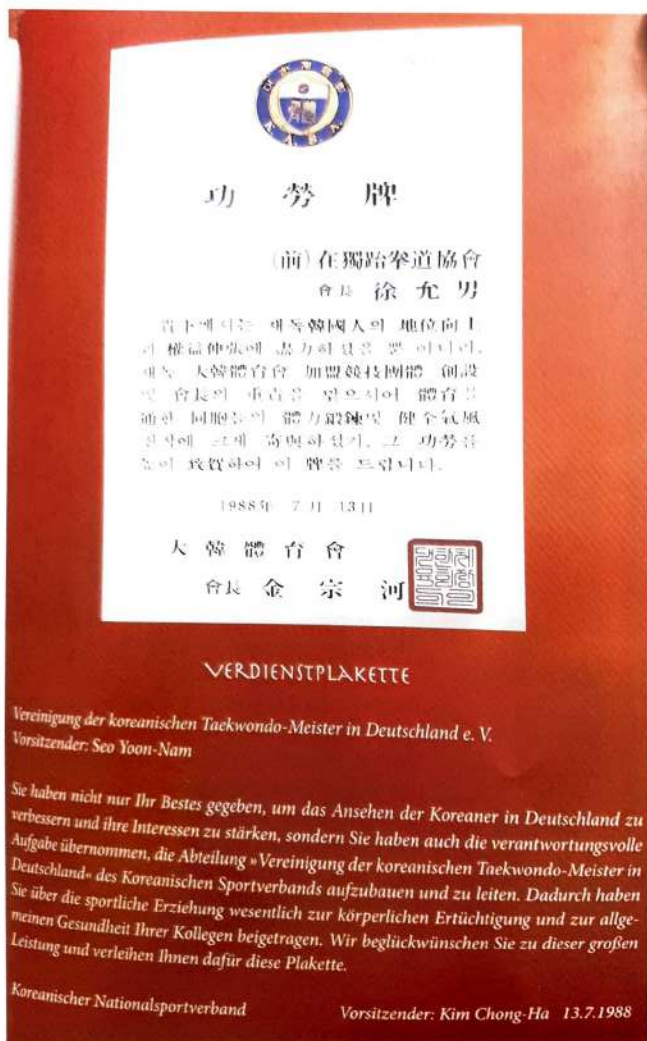 功勞牌
(前) 在獨跆拳道協會
會長 徐允男
貴下께서는 재독韓國人의 地位向上
과 權益伸張에 盡力하셨을 뿐 아니라,
재독 大韓體育會 加盟競技團體 創設
및 會長의 重責을 맡으시어 體育을
通한 同胞들의 體力鍛鍊및 健全氣風
크게 寄與하셨기, 그 功勞를
높이 致賀하여 이 牌를 드립니다.
1988年 7月 13日
大韓體育會
會長 金宗河
VERDIENSTPLAKETTE
Vereinigung der koreanischen Taekwondo-Meister in Deutschland e. V.
Vorsitzender: Seo Yoon-Nam
Sie haben nicht nur Ihr Bestes gegeben, um das Ansehen der Koreaner in Deutschland zu
verbessern und ihre Interessen zu stärken, sondern Sie haben auch die verantwortungsvolle
Aufgabe übernommen, die Abteilung »Vereinigung der koreanischen Taekwondo-Meister in
Deutschland« des Koreanischen Sportverbands aufzubauen und zu leiten. Dadurch haben
Sie über die sportliche Erziehung wesentlich zur körperlichen Ertüchtigung und zur allge-
meinen Gesundheit Ihrer Kollegen beigetragen. Wir beglückwünschen Sie zu dieser großen
Leistung und verleihen Ihnen dafür diese Plakette.
Koreanischer Nationalsportverband Vorsitzender: Kim Chong-Ha 13.7.1988